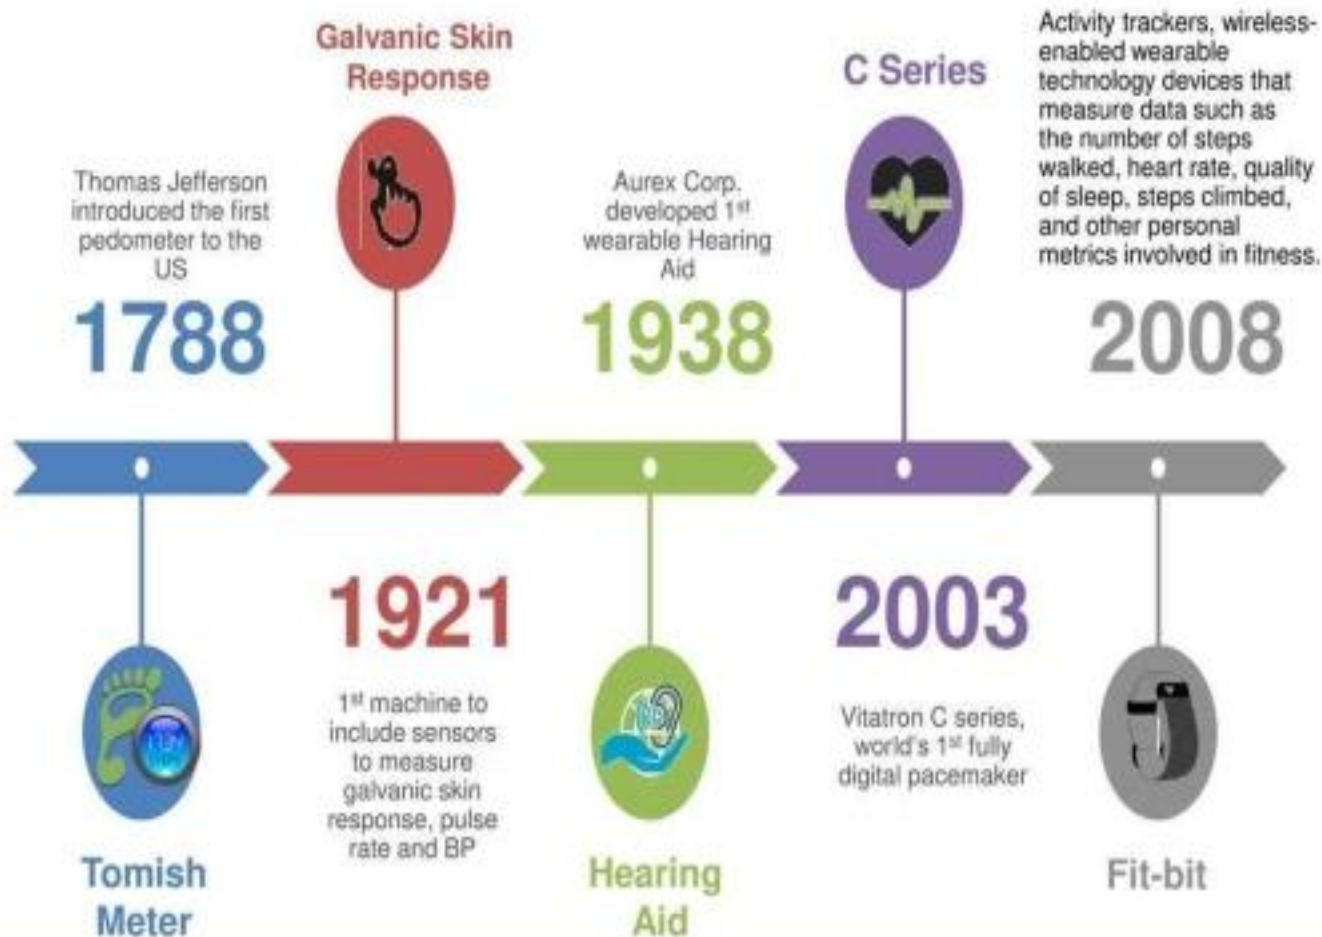 Thomas Jefferson
introduced the first
pedometer to the
US
1788
Tomish
Meter
Galvanic Skin
Response
1921
1st machine to
include sensors
to measure
galvanic skin
response, pulse
rate and BP
Aurex Corp.
developed 1st
wearable Hearing
Aid
1938
Hearing
Aid
C Series
2003
Vitatron C series,
world's 1st fully
digital pacemaker
Activity trackers, wireless-
enabled wearable
technology devices that
measure data such as
the number of steps
walked, heart rate, quality
of sleep, steps climbed,
and other personal
metrics involved in fitness.
2008
Fit-bit